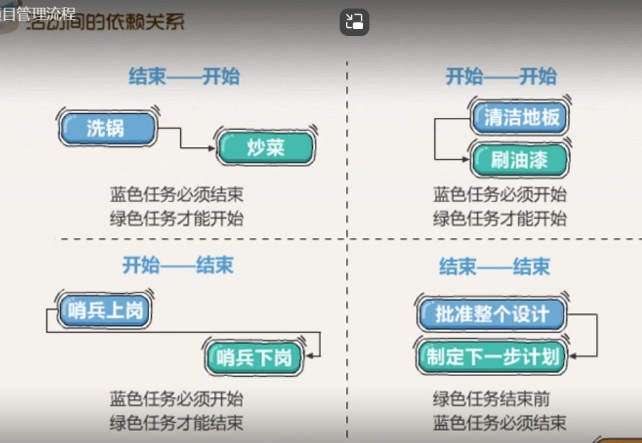 项目管理流程
活动间的依赖关系
结束——开始
洗锅
炒菜
蓝色任务必须结束
绿色任务才能开始
开始——开始
清洁地板
刷油漆
蓝色任务必须开始
绿色任务才能开始
开始——结束
哨兵上岗
哨兵下岗
蓝色任务必须开始
绿色任务才能结束
结束——结束
批准整个设计
制定下一步计划
绿色任务结束前
蓝色任务必须结束